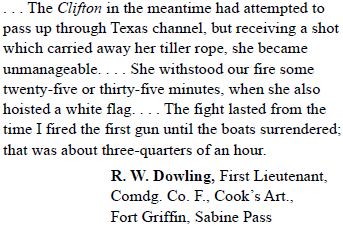 . . . The Clifton in the meantime had attempted to
pass up through Texas channel, but receiving a shot
which carried away her tiller rope, she became
unmanageable. . . . She withstood our fire some
twenty-five or thirty-five minutes, when she also
hoisted a white flag. . . . The fight lasted from the
time I fired the first gun until the boats surrendered;
that was about three-quarters of an hour.
R. W. Dowling, First Lieutenant,
Comdg. Co. F., Cook’s Art.,
Fort Griffin, Sabine Pass